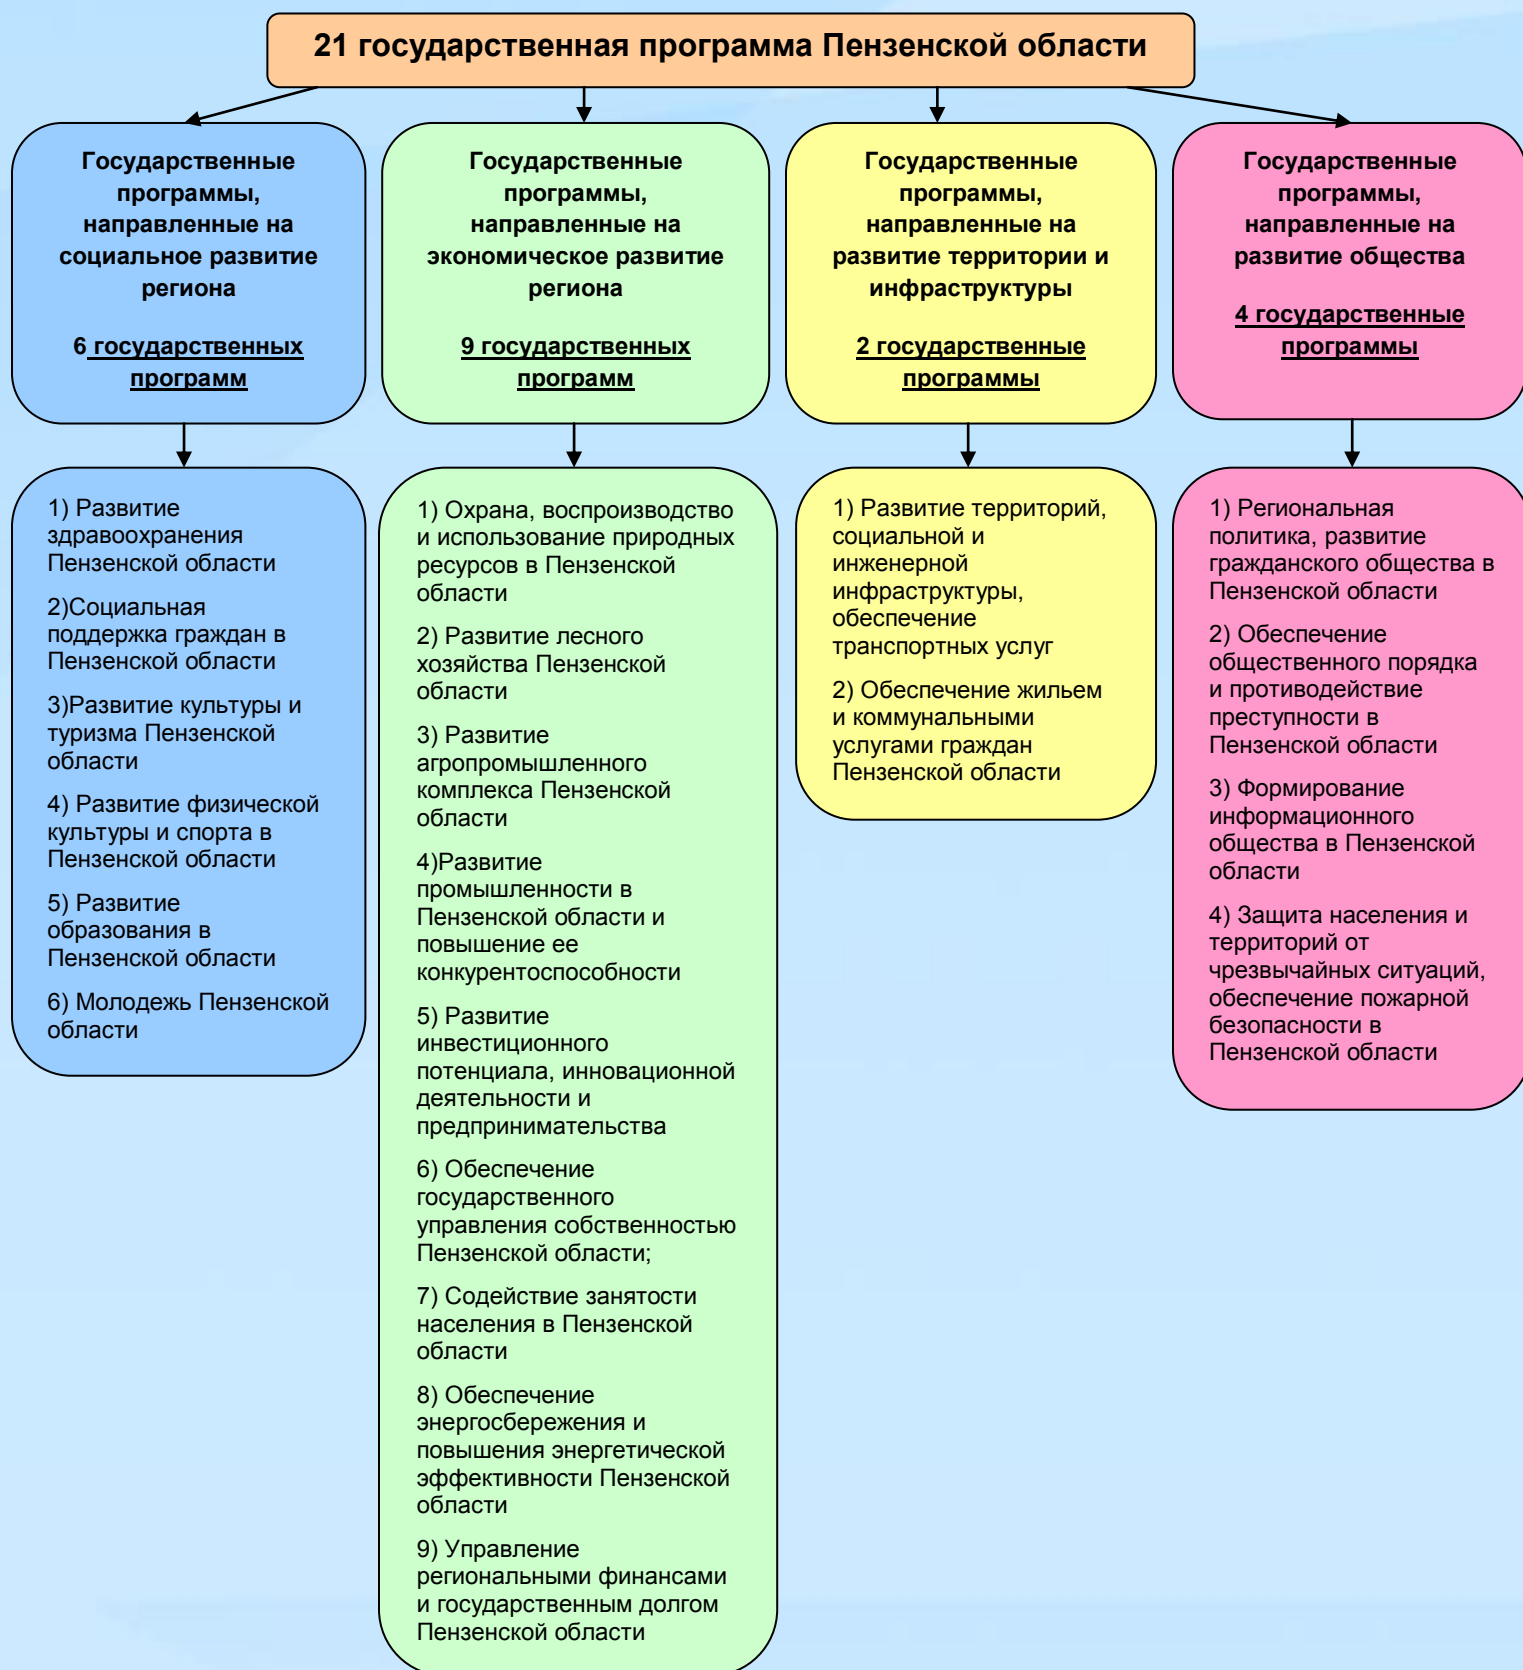 21 государственная программа Пензенской области
Государственные
программы,
направленные на
социальное развитие
региона
6 государственных
программ
Государственные
программы,
направленные на
экономическое развитие
региона
9 государственных
программ
Государственные
программы,
направленные на
развитие территории и
инфраструктуры
2 государственные
программы
Государственные
программы,
направленные на
развитие общества
4 государственные
программы
1) Развитие
здравоохранения
Пензенской области
2)Социальная
поддержка граждан в
Пензенской области
3)Развитие культуры и
туризма Пензенской
области
4) Развитие физической
культуры и спорта в
Пензенской области
5) Развитие
образования в
Пензенской области
6) Молодежь Пензенской
области
1) Охрана, воспроизводство
и использование природных
ресурсов в Пензенской
области
2) Развитие лесного
хозяйства Пензенской
области
3) Развитие
агропромышленного
комплекса Пензенской
области
4)Развитие
промышленности в
Пензенской области и
повышение ее
конкурентоспособности
5) Развитие
инвестиционного
потенциала, инновационной
деятельности и
предпринимательства
6) Обеспечение
государственного
управления собственностью
Пензенской области;
7) Содействие занятости
населения в Пензенской
области
8) Обеспечение
энергосбережения и
повышения энергетической
эффективности Пензенской
области
9) Управление
региональными финансами
и государственным долгом
Пензенской области
1) Развитие территорий,
социальной и
инженерной
инфраструктуры,
обеспечение
транспортных услуг
2) Обеспечение жильем
и коммунальными
услугами граждан
Пензенской области
1) Региональная
политика, развитие
гражданского общества в
Пензенской области
2) Обеспечение
общественного порядка
и противодействие
преступности в
Пензенской области
3) Формирование
информационного
общества в Пензенской
области
4) Защита населения и
территорий от
чрезвычайных ситуаций,
обеспечение пожарной
безопасности в
Пензенской области